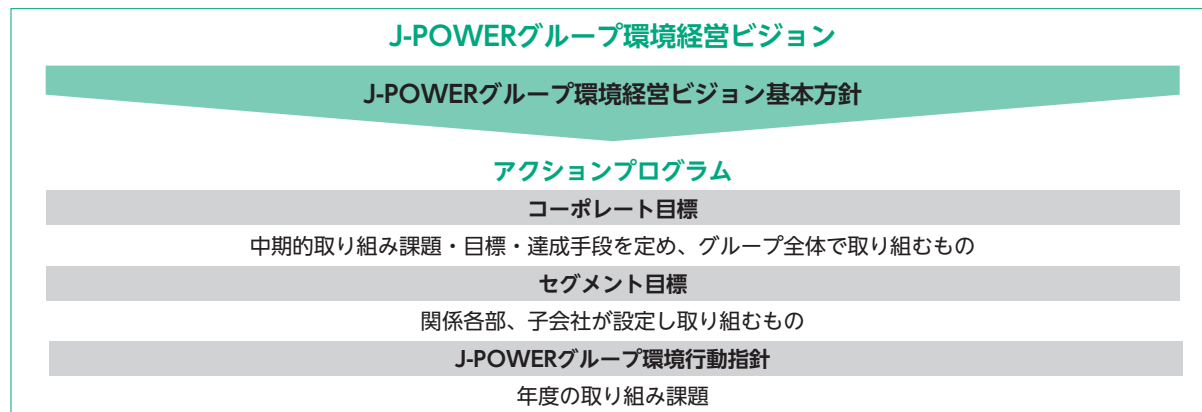 J-POWERグループ環境経営ビジョン
J-POWERグループ環境経営ビジョン基本方針
アクションプログラム
コーポレート目標
中期的取り組み課題・目標・達成手段を定め、グループ全体で取り組むもの
セグメント目標
関係各部、子会社が設定し取り組むもの
J-POWERグループ環境行動指針
年度の取り組み課題